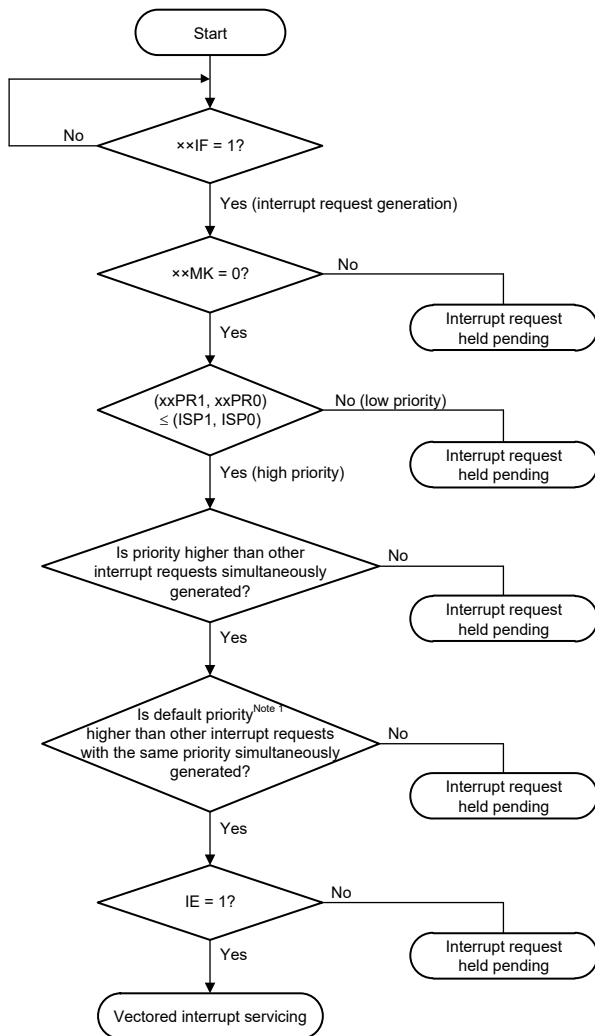 Start
No
××IF = 1?
Yes (interrupt request generation)
××MK = 0?
No
Interrupt request
held pending
Yes
(xxPR1, xxPR0)
≤ (ISP1, ISP0)
No (low priority)
Interrupt request
held pending
Yes (high priority)
Is priority higher than other
interrupt requests simultaneously
generated?
No
Interrupt request
held pending
Yes
Is default priority Note 1
higher than other interrupt requests
with the same priority simultaneously
generated?
No
Interrupt request
held pending
Yes
IE = 1?
No
Interrupt request
held pending
Yes
Vectored interrupt servicing